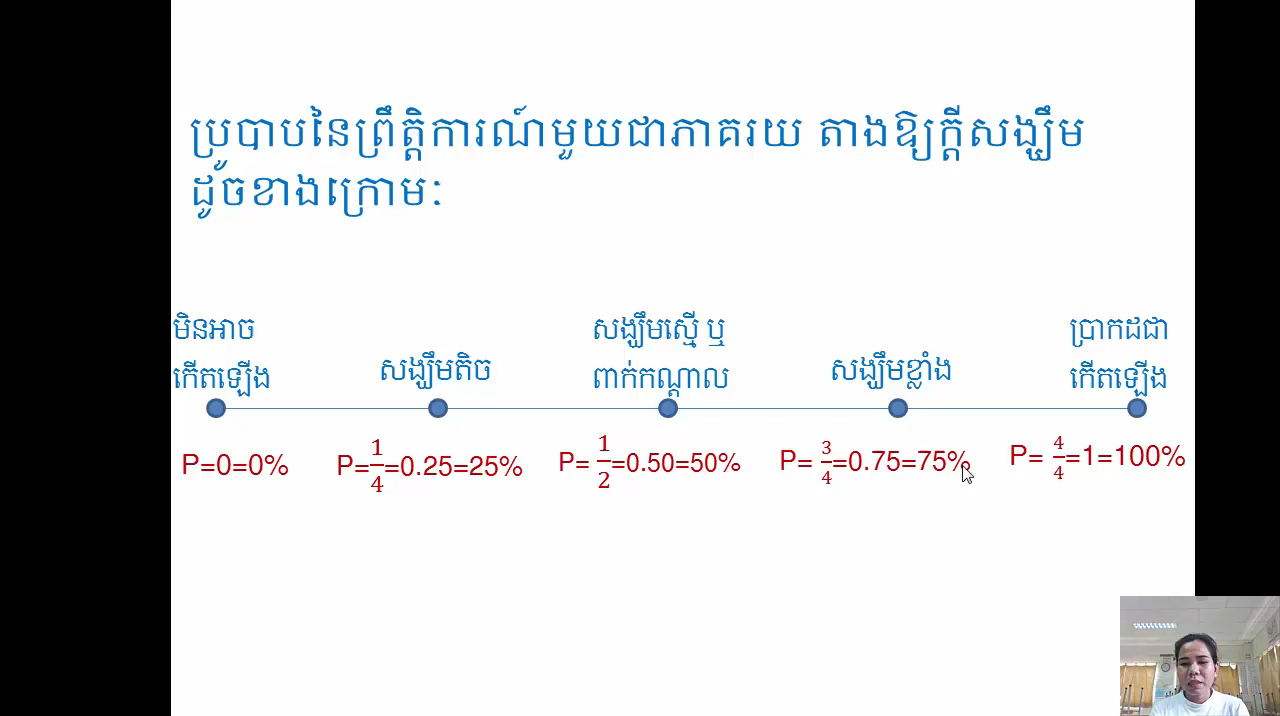 ប្រូបាបនៃព្រឹត្តិការណ៍មួយជាភាគរយ តាងឱ្យក្ដីសង្ឃឹម
ដូចខាងក្រោមៈ
មិនអាច
កើតឡើង
សង្ឃឹមតិច
សង្ឃឹមស្មើ ឬ
ពាក់កណ្ដាល
សង្ឃឹមខ្លាំង
ប្រាកដជា
កើតឡើង
P=0=0%
P=1/4=0.25=25%
P= 1/2=0.50=50%
P= 3/4=0.75=75%
P= 4/4=1=100%